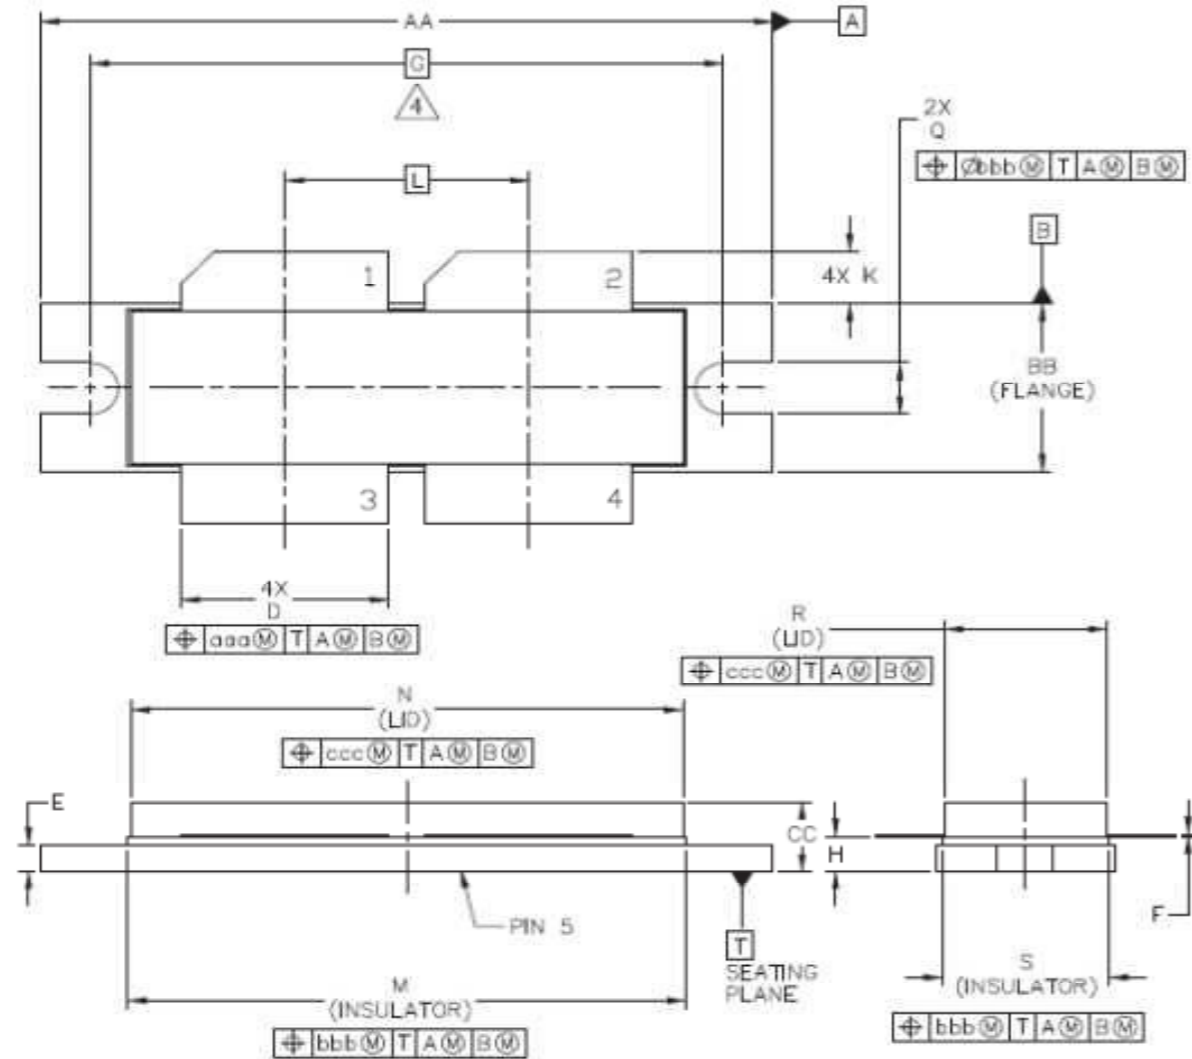 AA
A
G
4
2X
Q
⌖ Øbbb Ⓜ T A Ⓜ B Ⓜ
L
B
1
2
4X K
BB
(FLANGE)
3
4
4X
D
⌖ aaa Ⓜ T A Ⓜ B Ⓜ
R
(LID)
⌖ ccc Ⓜ T A Ⓜ B Ⓜ
N
(LID)
⌖ ccc Ⓜ T A Ⓜ B Ⓜ
E
CC
H
F
PIN 5
T
SEATING
PLANE
M
(INSULATOR)
⌖ bbb Ⓜ T A Ⓜ B Ⓜ
S
(INSULATOR)
⌖ bbb Ⓜ T A Ⓜ B Ⓜ